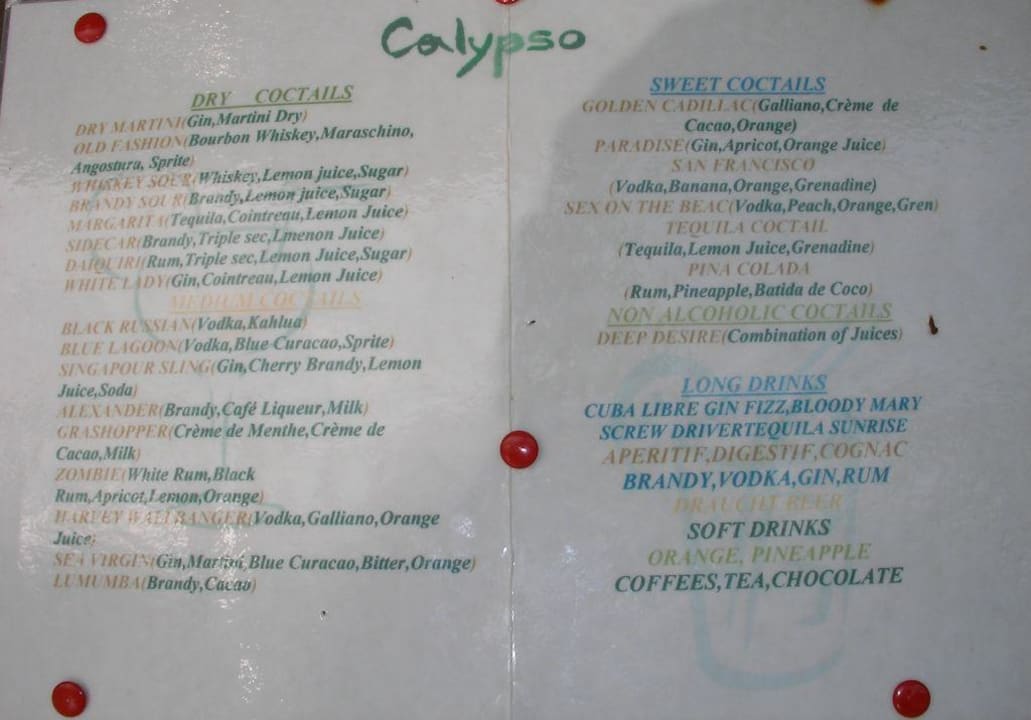 Calypso
DRY COCTAILS
DRY MARTINI(Gin,Martini Dry)
OLD FASHION(Bourbon Whiskey,Maraschino,
Angostura, Sprite)
WHISKEY SOUR(Whiskey,Lemon juice,Sugar)
BRANDY SOUR(Brandy,Lemon juice,Sugar)
MARGARITA(Tequila,Cointreau,Lemon Juice)
SIDECAR(Brandy,Triple sec,Lmenon Juice)
DAIQUIRI(Rum,Triple sec,Lemon Juice,Sugar)
WHITE LADY(Gin,Cointreau,Lemon Juice)
MEDIUM COCTAILS
BLACK RUSSIAN(Vodka,Kahlua)
BLUE LAGOON(Vodka,Blue Curacao,Sprite)
SINGAPOUR SLING(Gin,Cherry Brandy,Lemon
Juice,Soda)
ALEXANDER(Brandy,Café Liqueur,Milk)
GRASHOPPER(Crème de Menthe,Crème de
Cacao,Milk)
ZOMBIE(White Rum,Black
Rum,Apricot,Lemon,Orange)
HARVEY WALLBANGER(Vodka,Galliano,Orange
Juice)
SEA VIRGIN(Gin,Martini,Blue Curacao,Bitter,Orange)
LUMUMBA(Brandy,Cacao)
SWEET COCTAILS
GOLDEN CADILLAC(Galliano,Crème de
Cacao,Orange)
PARADISE(Gin,Apricot,Orange Juice)
SAN FRANCISCO
(Vodka,Banana,Orange,Grenadine)
SEX ON THE BEAC(Vodka,Peach,Orange,Gren)
TEQUILA COCTAIL
(Tequila,Lemon Juice,Grenadine)
PINA COLADA
(Rum,Pineapple,Batida de Coco)
NON ALCOHOLIC COCTAILS
DEEP DESIRE(Combination of Juices)
LONG DRINKS
CUBA LIBRE GIN FIZZ,BLOODY MARY
SCREW DRIVERTEQUILA SUNRISE
APERITIF,DIGESTIF,COGNAC
BRANDY,VODKA,GIN,RUM
DRAUCHT BEER
SOFT DRINKS
ORANGE, PINEAPPLE
COFFEES,TEA,CHOCOLATE